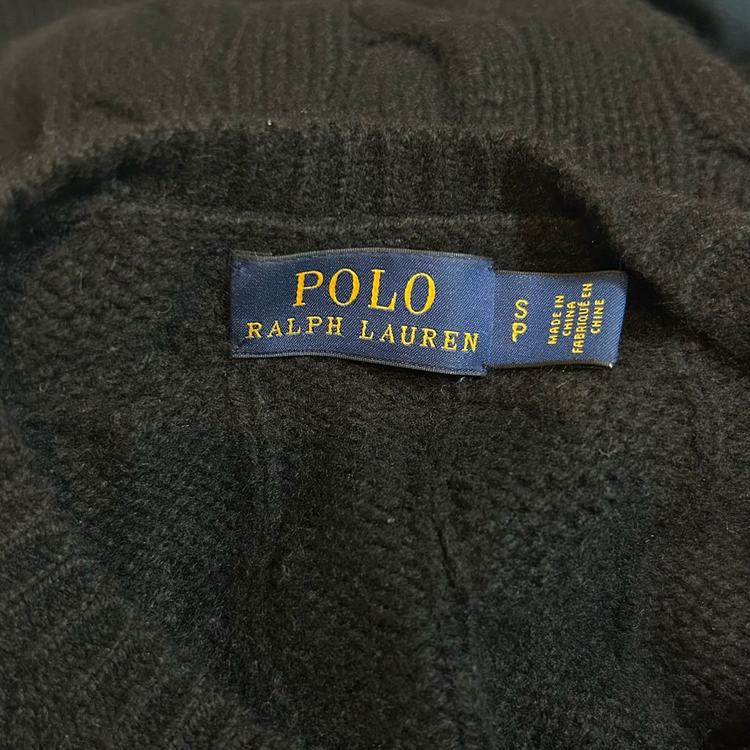 POLO
RALPH LAUREN
S
P
MADE IN
CHINA
FABRIQUÉ EN
CHINE